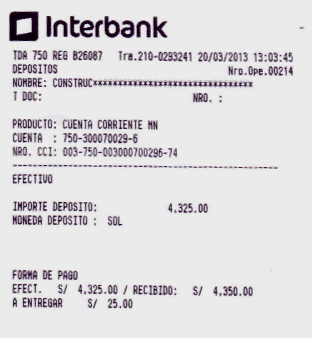 Interbank
TDA 750 REG B26087 Tra.210-0293241 20/03/2013 13:03:45
DEPOSITOS Nro.Ope.00214
NOMBRE: CONSTRUC********************************
T DOC: NRO. :
PRODUCTO: CUENTA CORRIENTE MN
CUENTA : 750-300070029-6
NRO. CCI: 003-750-003000700296-74
EFECTIVO
IMPORTE DEPOSITO: 4,325.00
MONEDA DEPOSITO : SOL
FORMA DE PAGO
EFECT. S/ 4,325.00 / RECIBIDO: S/ 4,350.00
A ENTREGAR S/ 25.00